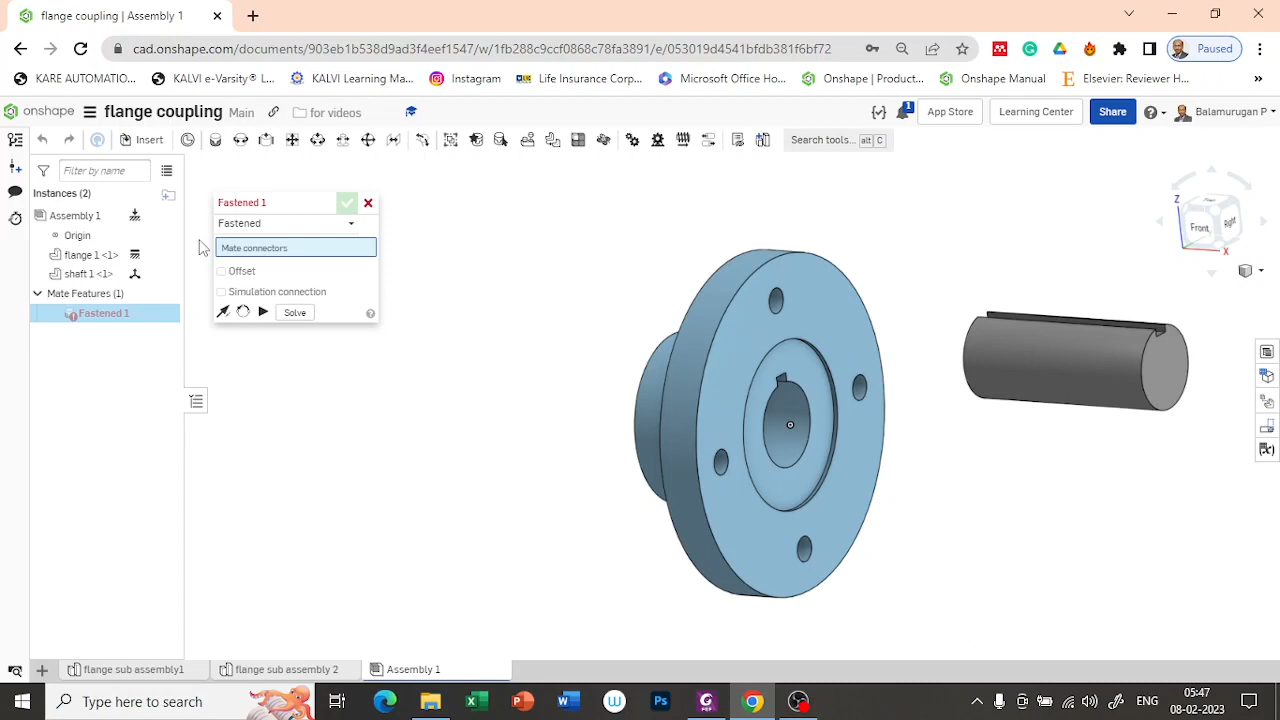 flange coupling | Assembly 1
cad.onshape.com/document/903eb1b538d9ad3f4eef1547/w/1fb288c9ccf0868c78fa3891/e/053019d4541bfdb381f6bf72
Paused
KARE AUTOMATIO...
KALVI e-Varsity® L...
KALVI Learning Ma...
Instagram
Life Insurance Corp...
Microsoft Office Ho...
Onshape | Product...
Onshape Manual
Elsevier: Reviewer H...
»
onshape
flange coupling
Main
for videos
1
App Store
Learning Center
Share
Balamurugan P
Insert
Search tools... alt C
Filter by name
Instances (2)
Assembly 1
Origin
flange 1 <1>
shaft 1 <1>
Mate Features (1)
Fastened 1
Fastened 1
Fastened
Mate connectors
Offset
Simulation connection
Solve
Z
Front
Right
X
flange sub assembly1
flange sub assembly 2
Assembly 1
Type here to search
ENG
05:47
08-02-2023